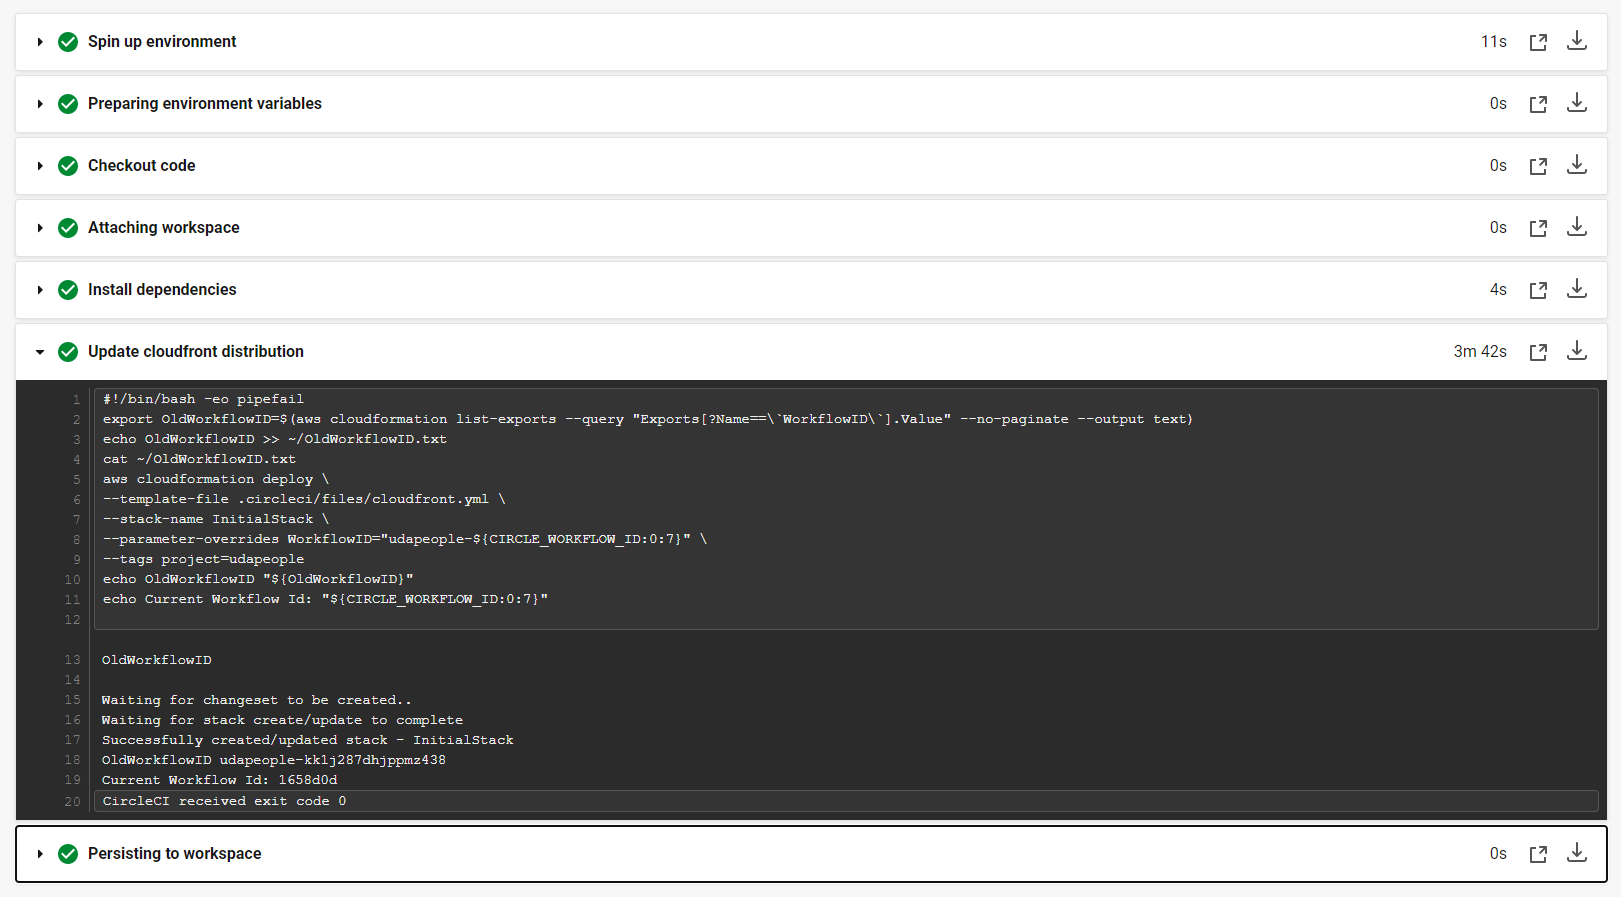 Spin up environment 11s
Preparing environment variables 0s
Checkout code 0s
Attaching workspace 0s
Install dependencies 4s
Update cloudfront distribution 3m 42s
1 #!/bin/bash -eo pipefail
2 export OldWorkflowID=$(aws cloudformation list-exports --query "Exports[?Name==\`WorkflowID\`].Value" --no-paginate --output text)
3 echo OldWorkflowID >> ~/OldWorkflowID.txt
4 cat ~/OldWorkflowID.txt
5 aws cloudformation deploy \
6 --template-file .circleci/files/cloudfront.yml \
7 --stack-name InitialStack \
8 --parameter-overrides WorkflowID="udapeople-${CIRCLE_WORKFLOW_ID:0:7}" \
9 --tags project=udapeople
10 echo OldWorkflowID "${OldWorkflowID}"
11 echo Current Workflow Id: "${CIRCLE_WORKFLOW_ID:0:7}"
12
13 OldWorkflowID
14
15 Waiting for changeset to be created..
16 Waiting for stack create/update to complete
17 Successfully created/updated stack - InitialStack
18 OldWorkflowID udapeople-kk1j287dhjppmz438
19 Current Workflow Id: 1658d0d
20 CircleCI received exit code 0
Persisting to workspace 0s